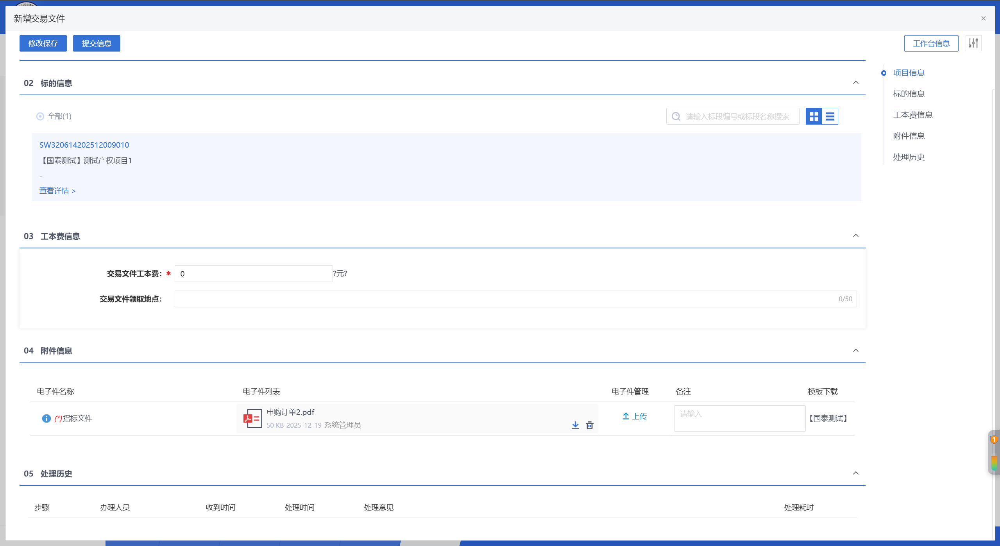 新增交易文件
修改保存
提交信息
工作台信息
项目信息
标的信息
工本费信息
附件信息
处理历史
02 标的信息
全部(1)
请输入标段编号或标段名称搜索
SW320614202512009010
【国泰测试】测试产权项目1
-
查看详情 >
03 工本费信息
交易文件工本费： * 0 ?元?
交易文件领取地点： 0/50
04 附件信息
电子件名称 电子件列表 电子件管理 备注 模板下载
(*)招标文件
申购订单2.pdf
50 KB 2025-12-19 系统管理员
上传
请输入
【国泰测试】
1
05 处理历史
步骤 办理人员 收到时间 处理时间 处理意见 处理耗时